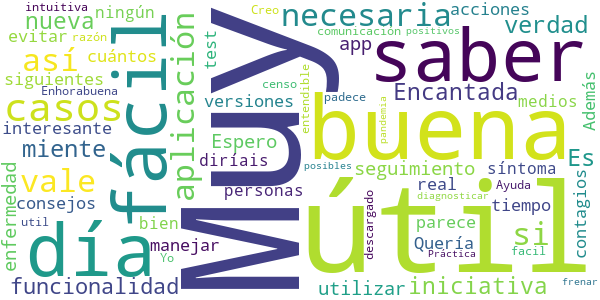 intuitiva
ningún
Creo
necesaria
acciones
nueva
evitar
razón
comunicación
positivos
verdad
así
cuántos
test
app
saber
siguientes
Enhorabuena
fácil
aplicación
Muy
censo
versiones
entendible
padece
Encantada
medios
Además
casos
interesante
pandemia
buena
miente
Espero
diríais
posibles
seguimiento
síntoma
Es
contagios
vale
enfermedad
consejos
personas
descargado
real
diagnosticar
Ayuda
tiempo
útil
util
día
bien
manejar
Yo
parece
Quería
Práctica
facil
si
funcionalidad
utilizar
iniciativa
frenar